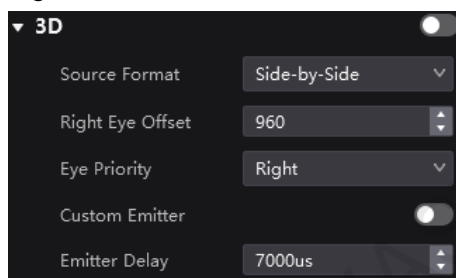 3D
Source Format Side-by-Side
Right Eye Offset 960
Eye Priority Right
Custom Emitter
Emitter Delay 7000us